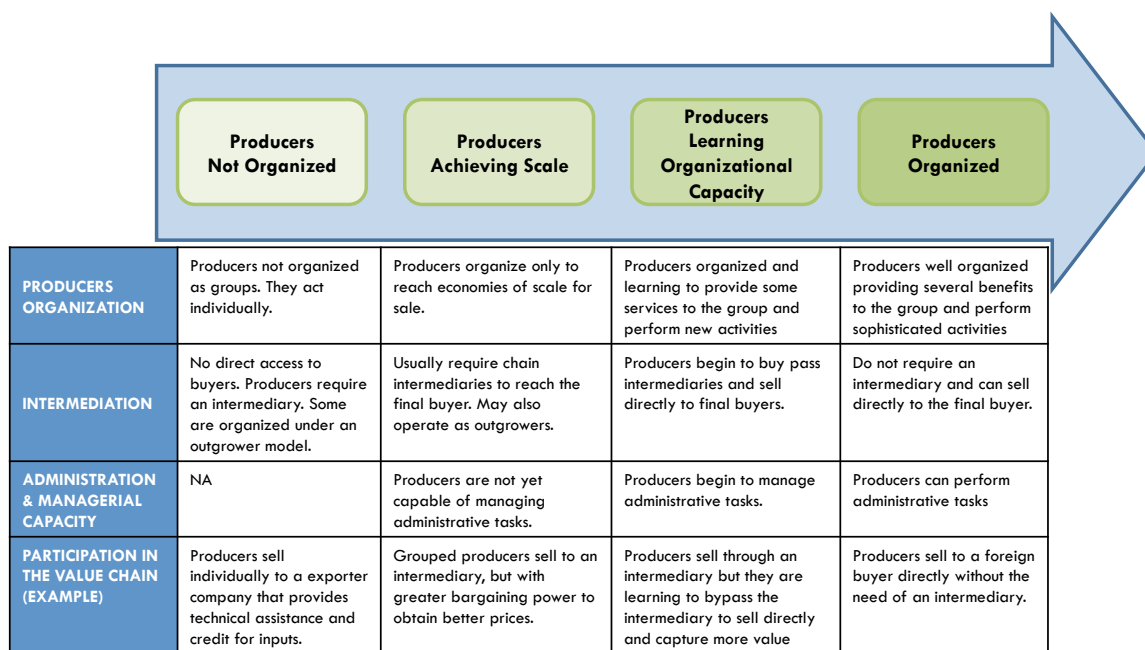 Producers
Not Organized
Producers
Achieving Scale
Producers
Learning
Organizational
Capacity
Producers
Organized
PRODUCERS
ORGANIZATION
Producers not organized
as groups. They act
individually.
Producers organize only to
reach economies of scale for
sale.
Producers organized and
learning to provide some
services to the group and
perform new activities
Producers well organized
providing several benefits
to the group and perform
sophisticated activities
INTERMEDIATION
No direct access to
buyers. Producers require
an intermediary. Some
are organized under an
outgrower model.
Usually require chain
intermediaries to reach the
final buyer. May also
operate as outgrowers.
Producers begin to buy pass
intermediaries and sell
directly to final buyers.
Do not require an
intermediary and can sell
directly to the final buyer.
ADMINISTRATION
& MANAGERIAL
CAPACITY
NA
Producers are not yet
capable of managing
administrative tasks.
Producers begin to manage
administrative tasks.
Producers can perform
administrative tasks
PARTICIPATION IN
THE VALUE CHAIN
(EXAMPLE)
Producers sell
individually to a exporter
company that provides
technical assistance and
credit for inputs.
Grouped producers sell to an
intermediary, but with
greater bargaining power to
obtain better prices.
Producers sell through an
intermediary but they are
learning to bypass the
intermediary to sell directly
and capture more value
Producers sell to a foreign
buyer directly without the
need of an intermediary.